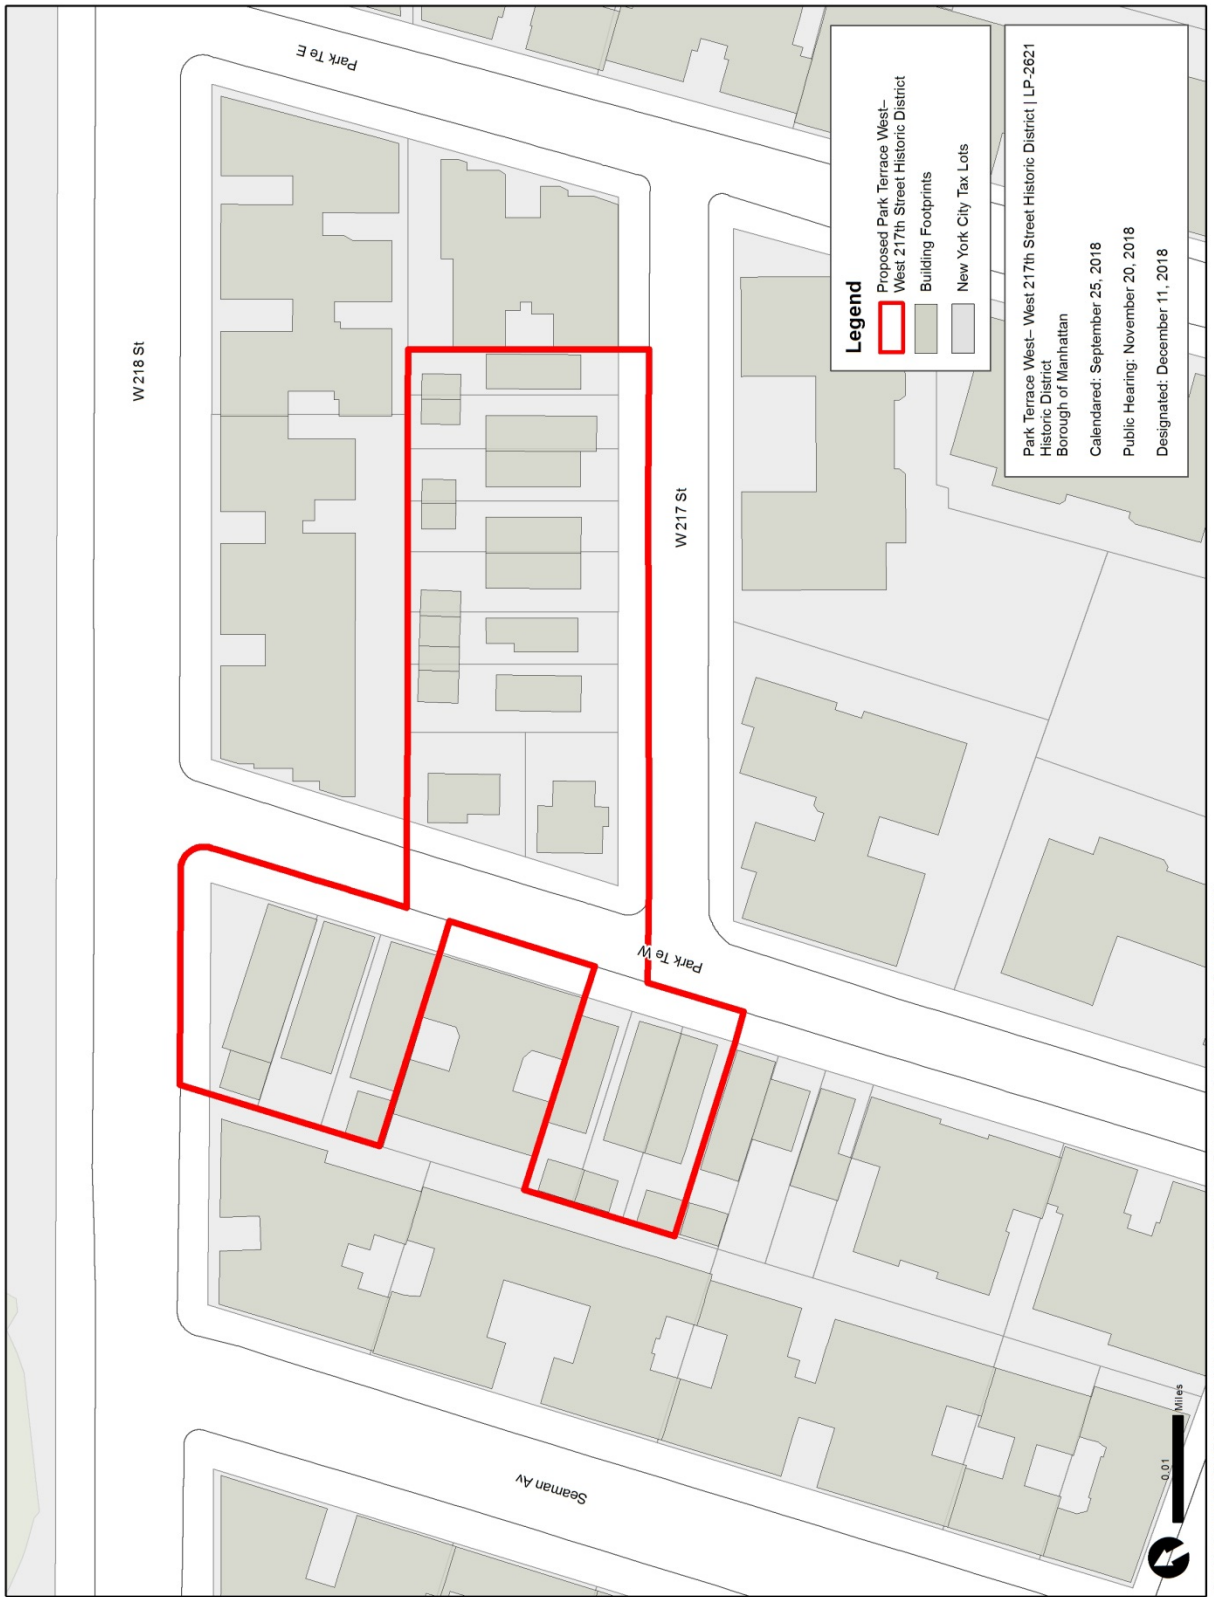 W 218 St
Park Te E
W 217 St
Park Te W
Seaman Av
0.01
Miles
Legend
Proposed Park Terrace West–
West 217th Street Historic District
Building Footprints
New York City Tax Lots
Park Terrace West– West 217th Street Historic District | LP-2621
Historic District
Borough of Manhattan
Calendared: September 25, 2018
Public Hearing: November 20, 2018
Designated: December 11, 2018